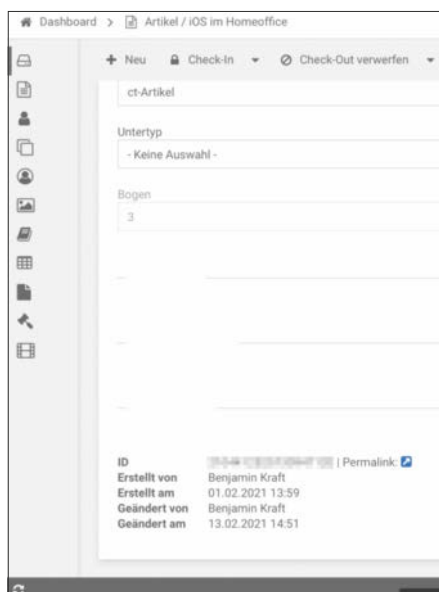 Dashboard > Artikel / iOS im Homeoffice
Neu Check-In Check-Out verwerfen
ct-Artikel
Untertyp
- Keine Auswahl -
Bogen
3
ID | Permalink:
Erstellt von Benjamin Kraft
Erstellt am 01.02.2021 13:59
Geändert von Benjamin Kraft
Geändert am 13.02.2021 14:51